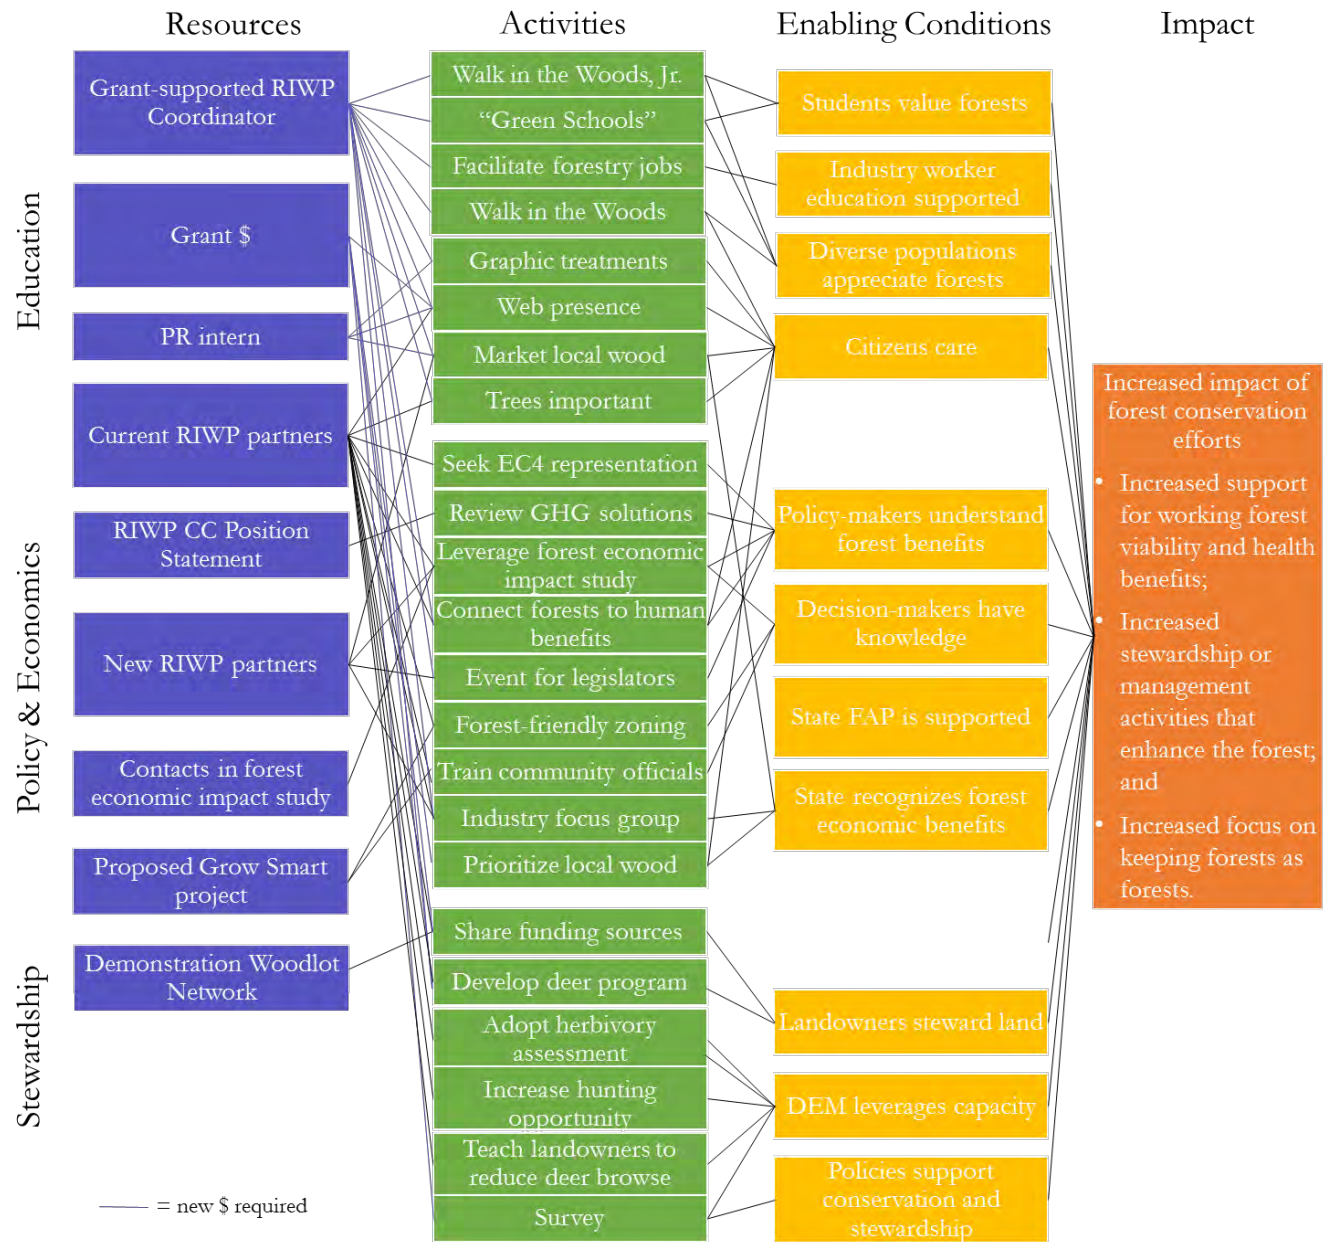 Resources
Activities
Enabling Conditions
Impact
Education
Policy & Economics
Stewardship
Grant-supported RIWP
Coordinator
Grant $
PR intern
Current RIWP partners
RIWP CC Position
Statement
New RIWP partners
Contacts in forest
economic impact study
Proposed Grow Smart
project
Demonstration Woodlot
Network
= new $ required
Walk in the Woods, Jr.
“Green Schools”
Facilitate forestry jobs
Walk in the Woods
Graphic treatments
Web presence
Market local wood
Trees important
Seek EC4 representation
Review GHG solutions
Leverage forest economic
impact study
Connect forests to human
benefits
Event for legislators
Forest-friendly zoning
Train community officials
Industry focus group
Prioritize local wood
Share funding sources
Develop deer program
Adopt herbivory
assessment
Increase hunting
opportunity
Teach landowners to
reduce deer browse
Survey
Students value forests
Industry worker
education supported
Diverse populations
appreciate forests
Citizens care
Policy-makers understand
forest benefits
Decision-makers have
knowledge
State FAP is supported
State recognizes forest
economic benefits
Landowners steward land
DEM leverages capacity
Policies support
conservation and
stewardship
Increased impact of
forest conservation
efforts
• Increased support
for working forest
viability and health
benefits;
• Increased
stewardship or
management
activities that
enhance the forest;
and
• Increased focus on
keeping forests as
forests.